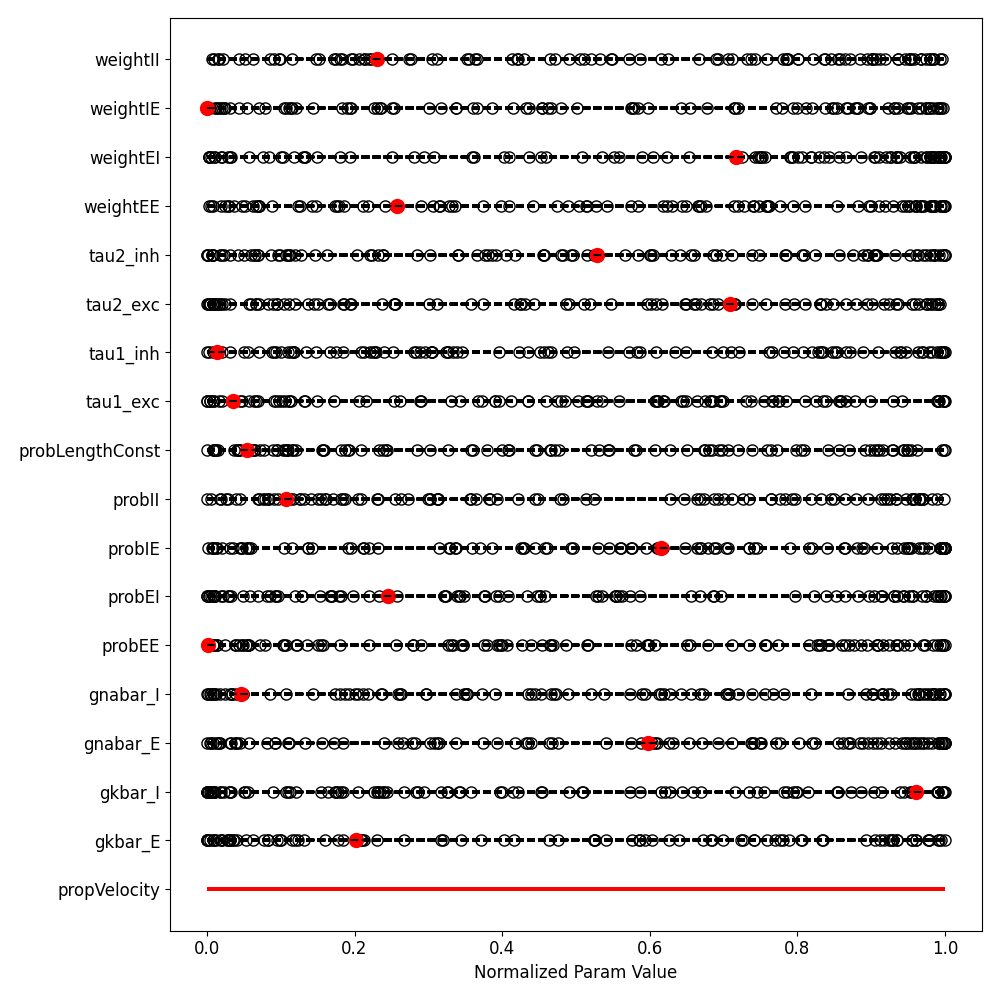 weightII
weightIE
weightEI
weightEE
tau2_inh
tau2_exc
tau1_inh
tau1_exc
probLengthConst
probII
probIE
probEI
probEE
gnabar_I
gnabar_E
gkbar_I
gkbar_E
propVelocity
0.0 0.2 0.4 0.6 0.8 1.0
Normalized Param Value